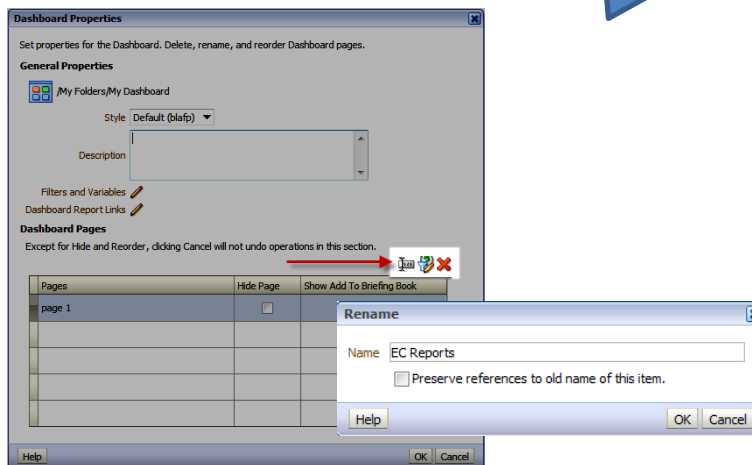 Dashboard Properties
Set properties for the Dashboard. Delete, rename, and reorder Dashboard pages.
General Properties
/My Folders/My Dashboard
Style Default (blafp)
Description
Filters and Variables
Dashboard Report Links
Dashboard Pages
Except for Hide and Reorder, clicking Cancel will not undo operations in this section.
Pages Hide Page Show Add To Briefing Book
page 1
Rename
Name EC Reports
Preserve references to old name of this item.
Help OK Cancel
Help OK Cancel